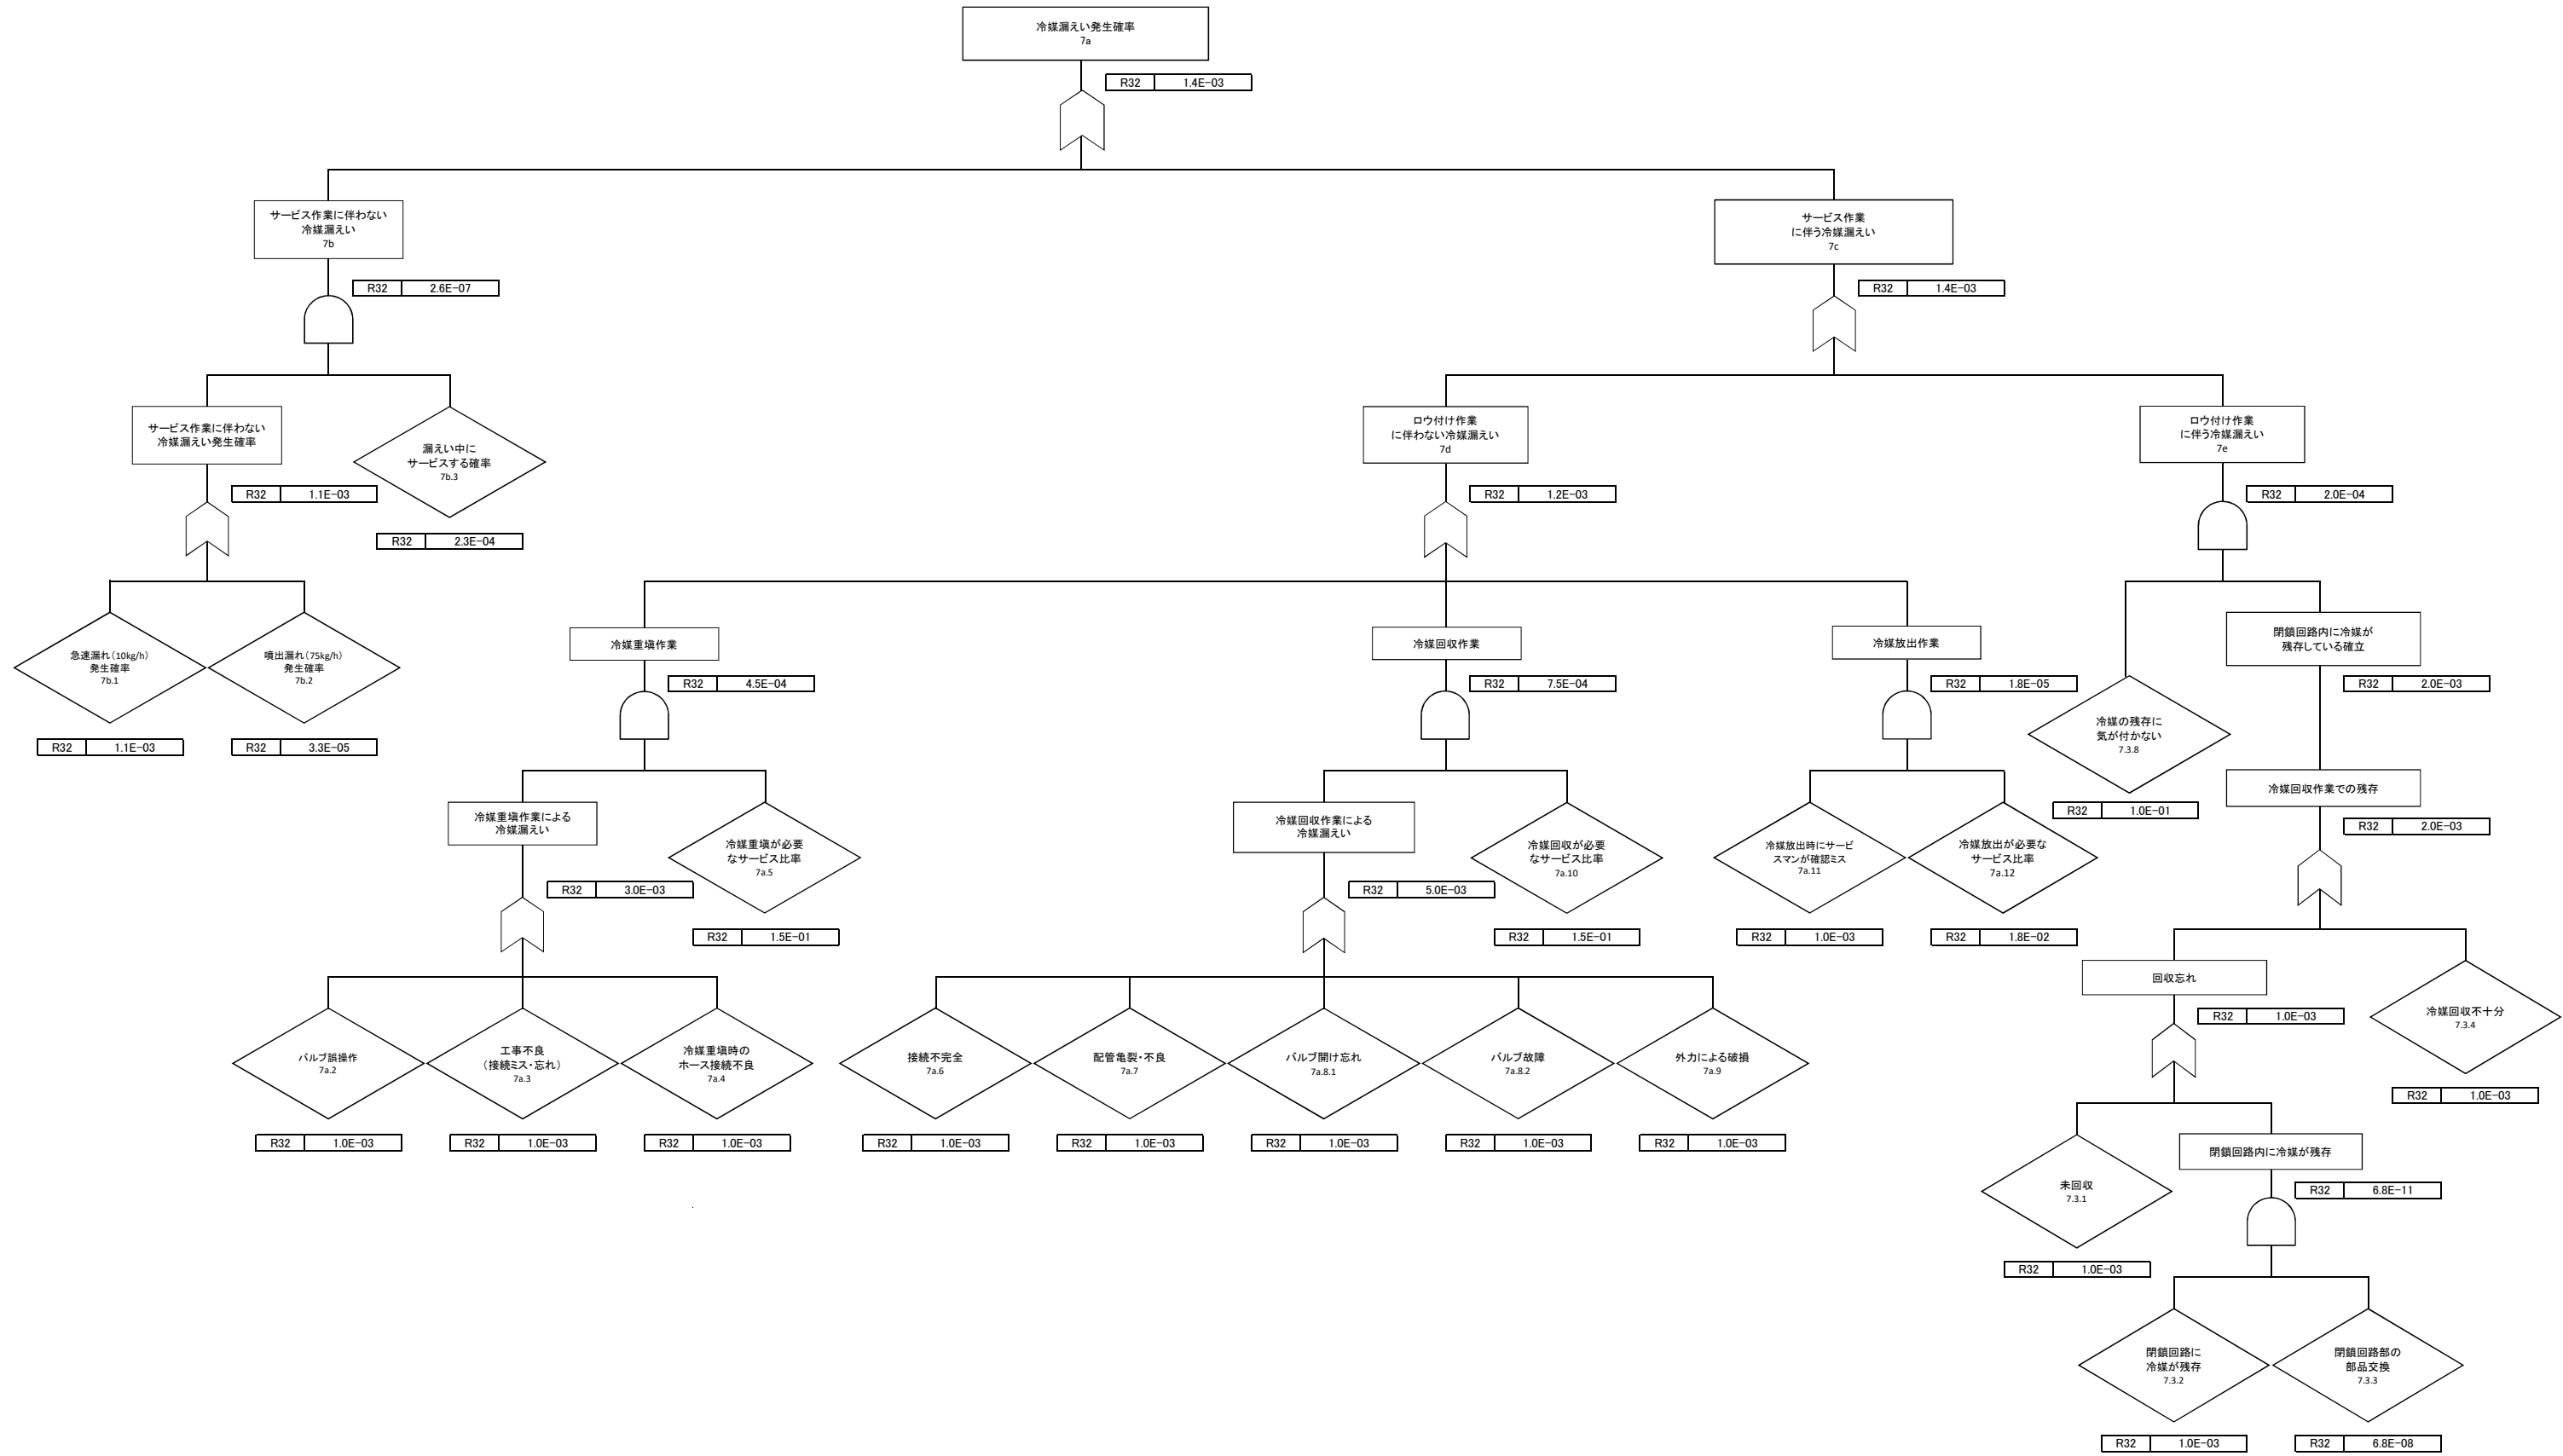 冷媒漏えい発生確率
7a
R32 1.4E-03
サービス作業に伴わない
冷媒漏えい
7b
R32 2.6E-07
サービス作業
に伴う冷媒漏えい
7c
R32 1.4E-03
サービス作業に伴わない
冷媒漏えい発生確率
R32 1.1E-03
漏えい中に
サービスする確率
7b.3
R32 2.3E-04
ロウ付け作業
に伴わない冷媒漏えい
7d
R32 1.2E-03
ロウ付け作業
に伴う冷媒漏えい
7e
R32 2.0E-04
急速漏れ(10kg/h)
発生確率
7b.1
R32 1.1E-03
噴出漏れ(75kg/h)
発生確率
7b.2
R32 3.3E-05
冷媒重塡作業
R32 4.5E-04
冷媒回収作業
R32 7.5E-04
冷媒放出作業
R32 1.8E-05
冷媒の残存に
気が付かない
7.3.8
R32 1.0E-01
閉鎖回路内に冷媒が
残存している確立
R32 2.0E-03
冷媒重塡作業による
冷媒漏えい
R32 3.0E-03
冷媒重塡が必要
なサービス比率
7a.5
R32 1.5E-01
冷媒回収作業による
冷媒漏えい
R32 5.0E-03
冷媒回収が必要
なサービス比率
7a.10
R32 1.5E-01
冷媒放出時にサービ
スマンが確認ミス
7a.11
R32 1.0E-03
冷媒放出が必要な
サービス比率
7a.12
R32 1.8E-02
冷媒回収作業での残存
R32 2.0E-03
バルブ誤操作
7a.2
R32 1.0E-03
工事不良
(接続ミス・忘れ)
7a.3
R32 1.0E-03
冷媒重塡時の
ホース接続不良
7a.4
R32 1.0E-03
接続不完全
7a.6
R32 1.0E-03
配管亀裂・不良
7a.7
R32 1.0E-03
バルブ開け忘れ
7a.8.1
R32 1.0E-03
バルブ故障
7a.8.2
R32 1.0E-03
外力による破損
7a.9
R32 1.0E-03
回収忘れ
R32 1.0E-03
冷媒回収不十分
7.3.4
R32 1.0E-03
未回収
7.3.1
R32 1.0E-03
閉鎖回路内に冷媒が残存
R32 6.8E-11
閉鎖回路に
冷媒が残存
7.3.2
R32 1.0E-03
閉鎖回路部の
部品交換
7.3.3
R32 6.8E-08